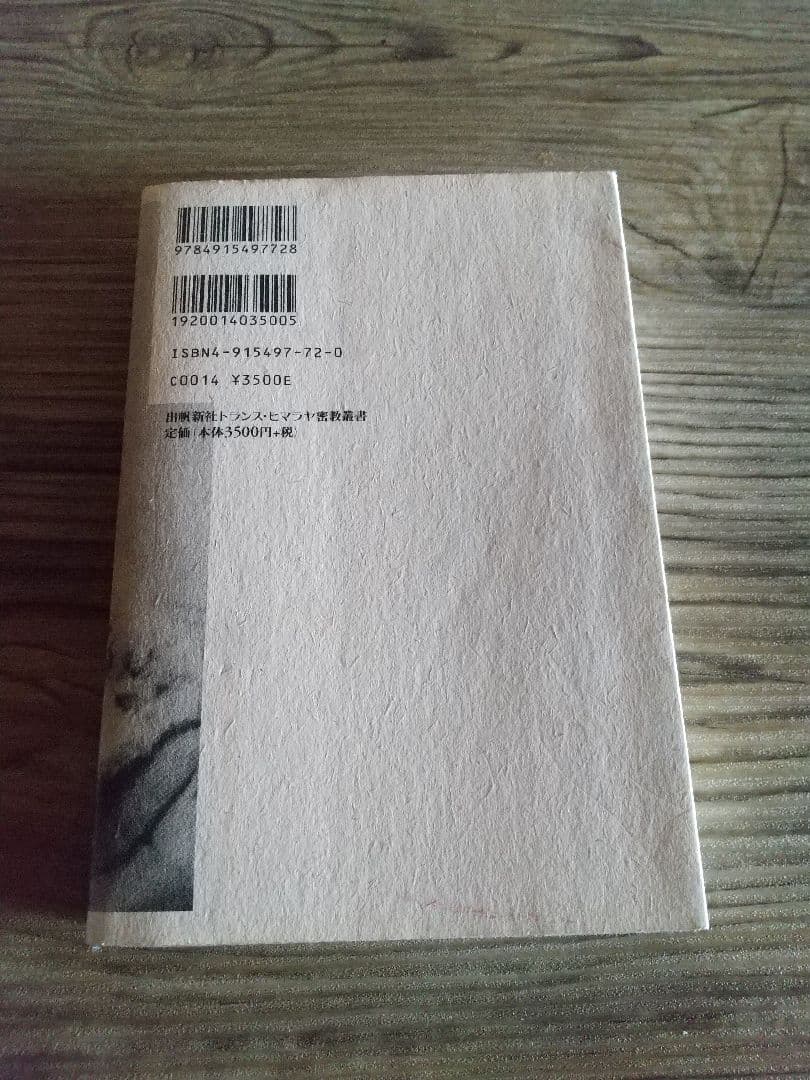 9784915497728
1920014035005
ISBN4-915497-72-0
C0014 ¥3500E
出帆新社トランス・ヒマラヤ密教叢書
定価(本体3500円+税)